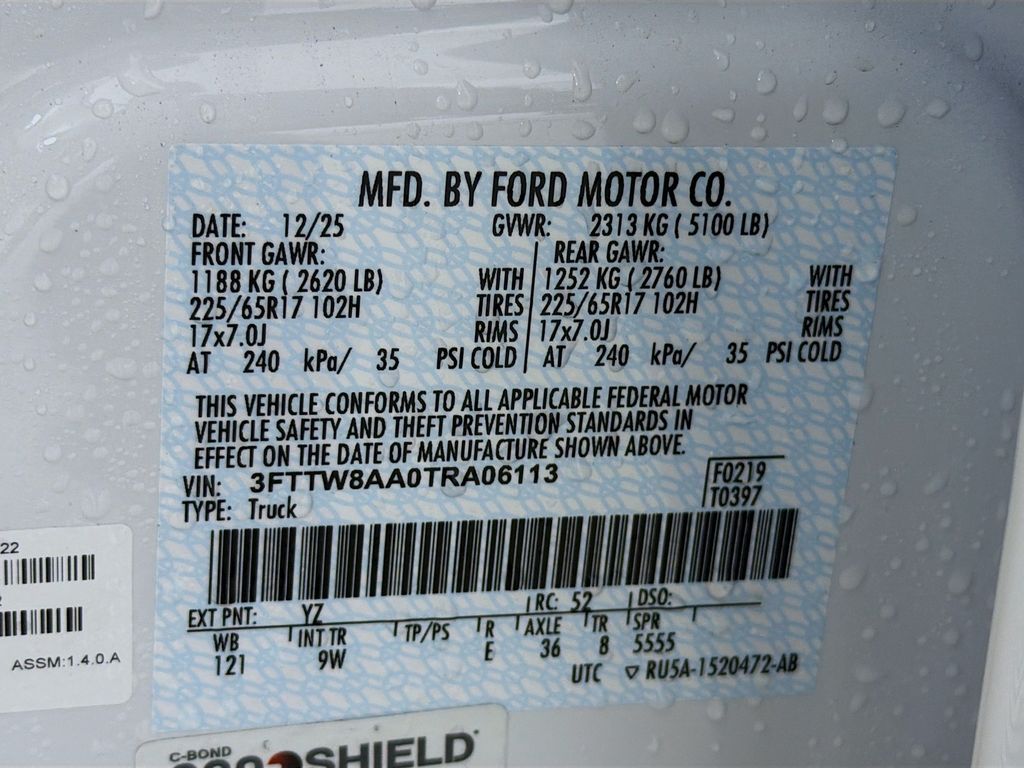 MFD. BY FORD MOTOR CO.
DATE: 12/25 GVWR: 2313 KG ( 5100 LB)
FRONT GAWR: REAR GAWR:
1188 KG ( 2620 LB) WITH 1252 KG ( 2760 LB) WITH
225/65R17 102H TIRES 225/65R17 102H TIRES
17x7.0J RIMS 17x7.0J RIMS
AT 240 kPa/ 35 PSI COLD AT 240 kPa/ 35 PSI COLD
THIS VEHICLE CONFORMS TO ALL APPLICABLE FEDERAL MOTOR
VEHICLE SAFETY AND THEFT PREVENTION STANDARDS IN
EFFECT ON THE DATE OF MANUFACTURE SHOWN ABOVE.
VIN: 3FTTW8AA0TRA06113 F0219
TYPE: Truck T0397
EXT PNT: YZ RC: 52 DSO:
WB INT TR TP/PS R AXLE TR SPR
121 9W E 36 8 5555
UTC ▽ RU5A-1520472-AB
22
ASSM:1.4.0.A
C-BOND
SHIELD